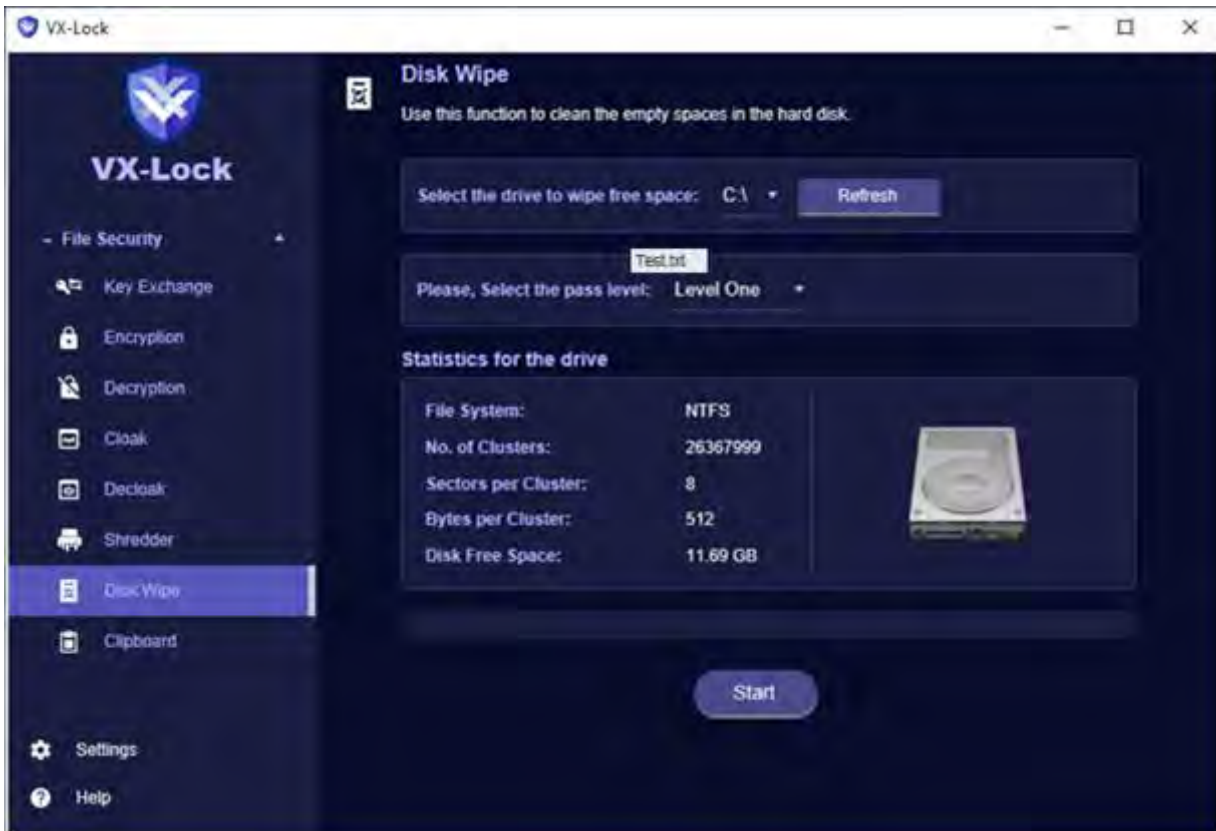 VX-Lock
VX-Lock
File Security
Key Exchange
Encryption
Decryption
Cloak
Decloak
Shredder
Disk Wipe
Clipboard
Settings
Help
Disk Wipe
Use this function to clean the empty spaces in the hard disk.
Select the drive to wipe free space: C:\ Refresh
Test.txt
Please, Select the pass level: Level One
Statistics for the drive
File System: NTFS
No. of Clusters: 26367999
Sectors per Cluster: 8
Bytes per Cluster: 512
Disk Free Space: 11.69 GB
Start